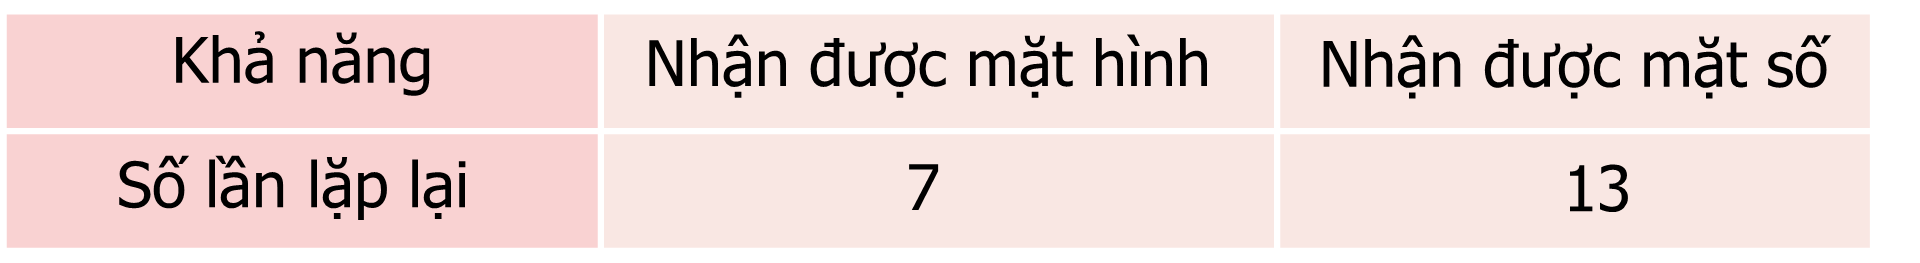 Khả năng
Nhận được mặt hình
Nhận được mặt số
Số lần lặp lại
7
13